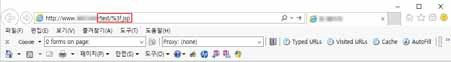 http://www. /test/%3f.jsp
파일(F) 편집(E) 보기(V) 즐겨찾기(A) 도구(T) 도움말(H)
x Cookie 0 forms on page: Proxy: (none) Typed URLs Visited URLs Cache AutoFill
페이지(P) 안전(S) 도구(O)